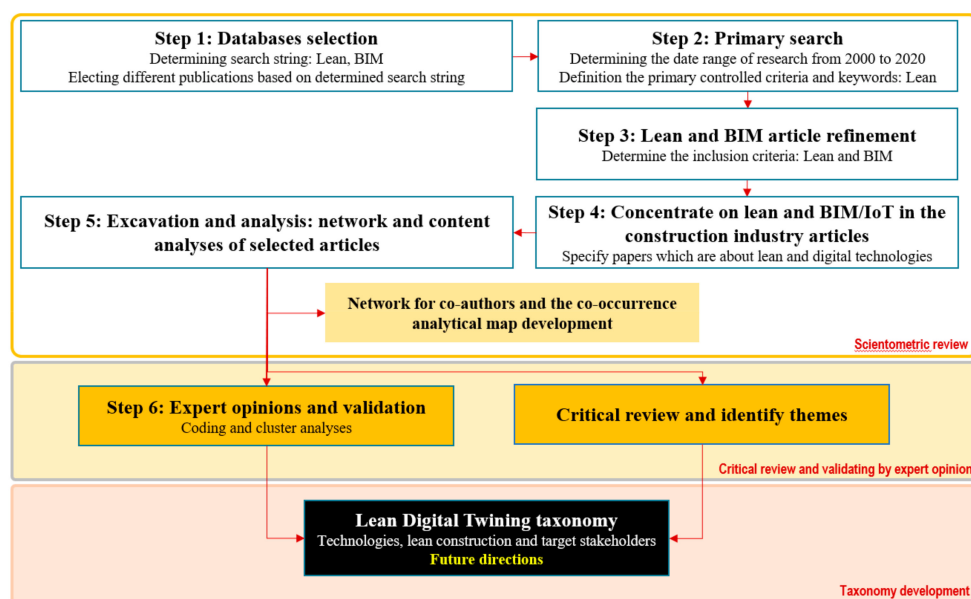 Step 1: Databases selection
Determining search string: Lean, BIM
Electing different publications based on determined search string
Step 2: Primary search
Determining the date range of research from 2000 to 2020
Definition the primary controlled criteria and keywords: Lean
Step 3: Lean and BIM article refinement
Determine the inclusion criteria: Lean and BIM
Step 4: Concentrate on lean and BIM/IoT in the
construction industry articles
Specify papers which are about lean and digital technologies
Step 5: Excavation and analysis: network and content
analyses of selected articles
Network for co-authors and the co-occurrence
analytical map development
Scientometric review
Step 6: Expert opinions and validation
Coding and cluster analyses
Critical review and identify themes
Critical review and validating by expert opinion
Lean Digital Twining taxonomy
Technologies, lean construction and target stakeholders
Future directions
Taxonomy development